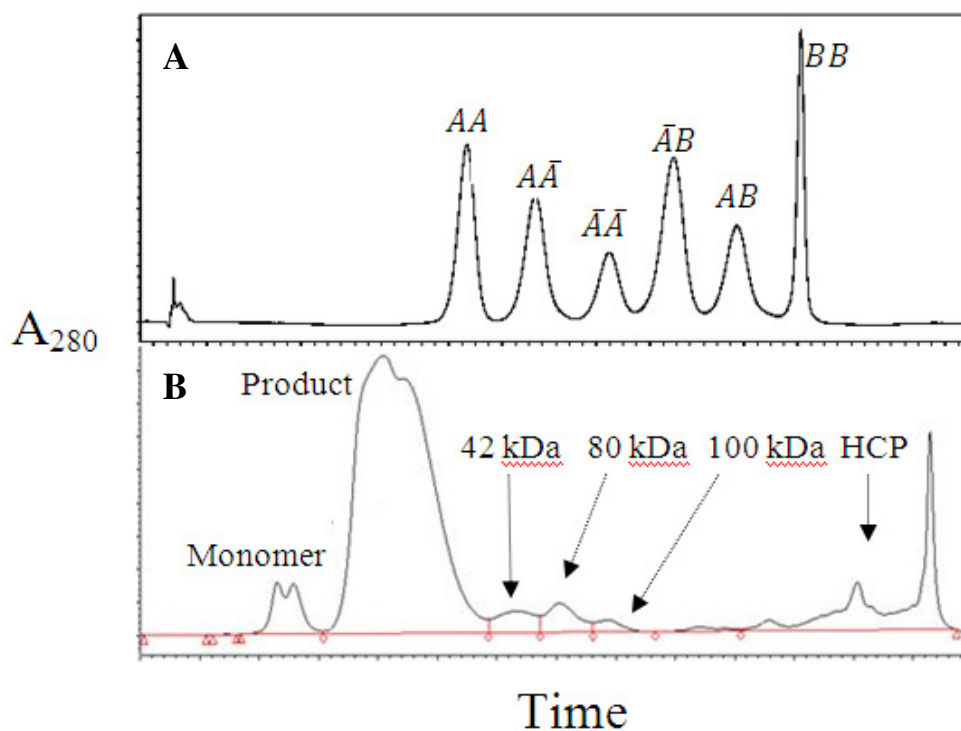 A
AA
AĀ
ĀĀ
ĀB
AB
BB
A280
B
Product
Monomer
42 kDa
80 kDa
100 kDa
HCP
Time